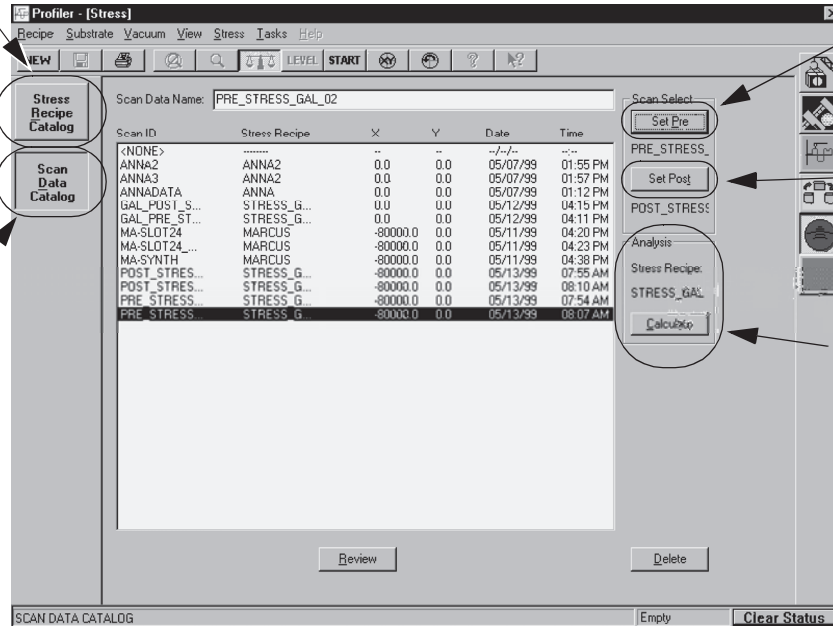 Profiler - [Stress]
Recipe Substrate Vacuum View Stress Tasks Help
NEW LEVEL START XY
Stress Recipe Catalog
Scan Data Catalog
Scan Data Name: PRE_STRESS_GAL_02
Scan ID Stress Recipe X Y Date Time
<NONE> -------- -- -- --/--/-- --:--
ANNA2 ANNA2 0.0 0.0 05/07/99 01:55 PM
ANNA3 ANNA2 0.0 0.0 05/07/99 01:57 PM
ANNADATA ANNA 0.0 0.0 05/07/99 01:12 PM
GAL_POST_S... STRESS_G... 0.0 0.0 05/12/99 04:15 PM
GAL_PRE_ST... STRESS_G... 0.0 0.0 05/12/99 04:11 PM
MA-SLOT24 MARCUS -80000.0 0.0 05/11/99 04:20 PM
MA-SLOT24_... MARCUS -80000.0 0.0 05/11/99 04:23 PM
MA-SYNTH MARCUS -80000.0 0.0 05/11/99 04:38 PM
POST_STRES... STRESS_G... -80000.0 0.0 05/13/99 07:55 AM
POST_STRES... STRESS_G... -80000.0 0.0 05/13/99 08:10 AM
PRE_STRESS... STRESS_G... -80000.0 0.0 05/13/99 07:54 AM
PRE_STRESS... STRESS_G... -80000.0 0.0 05/13/99 08:07 AM
Scan Select
Set Pre
PRE_STRESS_
Set Post
POST_STRESS
Analysis
Stress Recipe:
STRESS_GAL
Review
Delete
SCAN DATA CATALOG
Empty
Clear Status